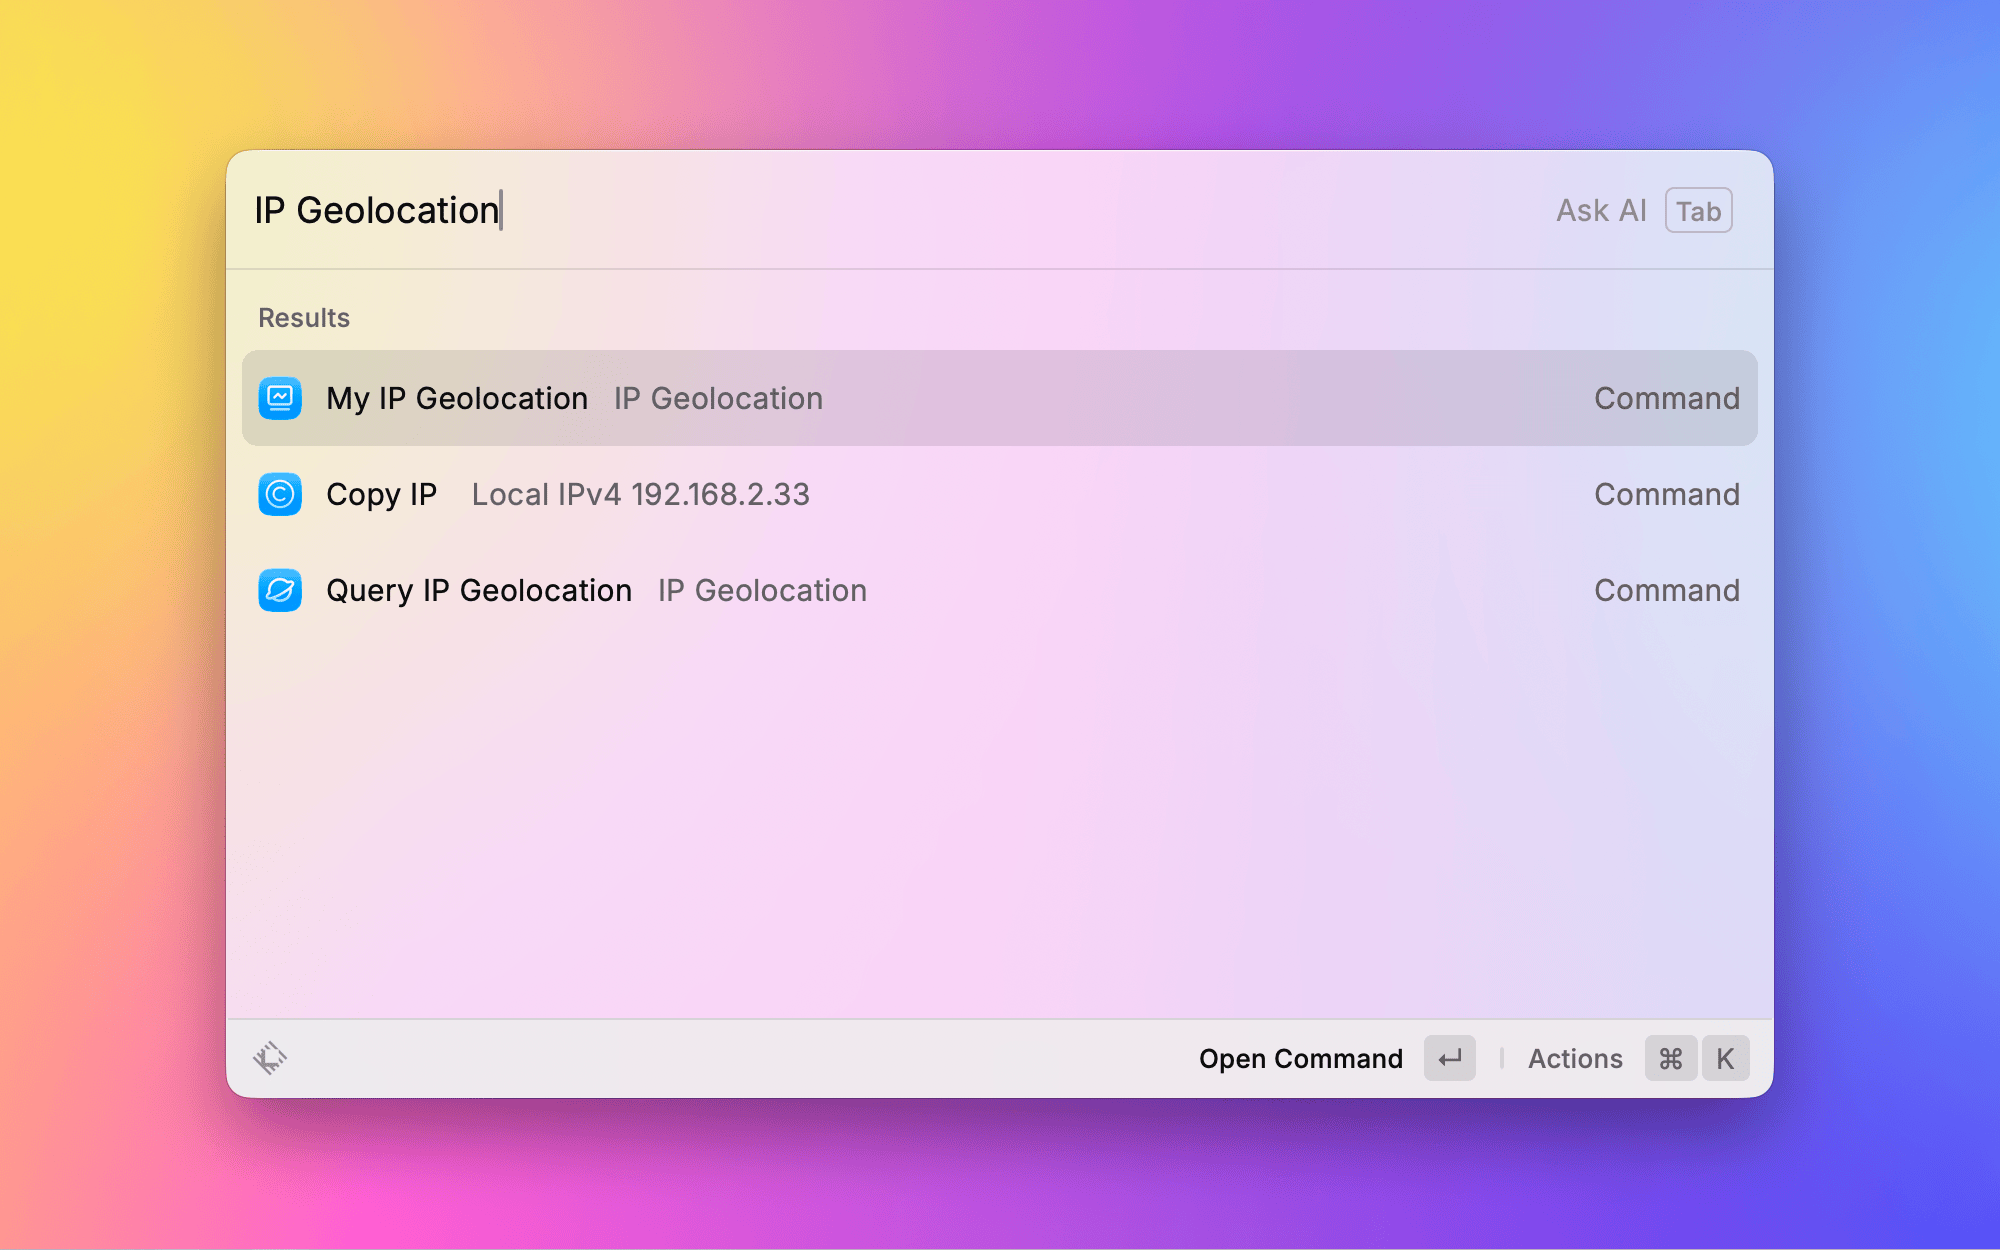 IP Geolocation Ask AI Tab
Results
My IP Geolocation IP Geolocation Command
Copy IP Local IPv4 192.168.2.33 Command
Query IP Geolocation IP Geolocation Command
Open Command ↵ Actions ⌘ K